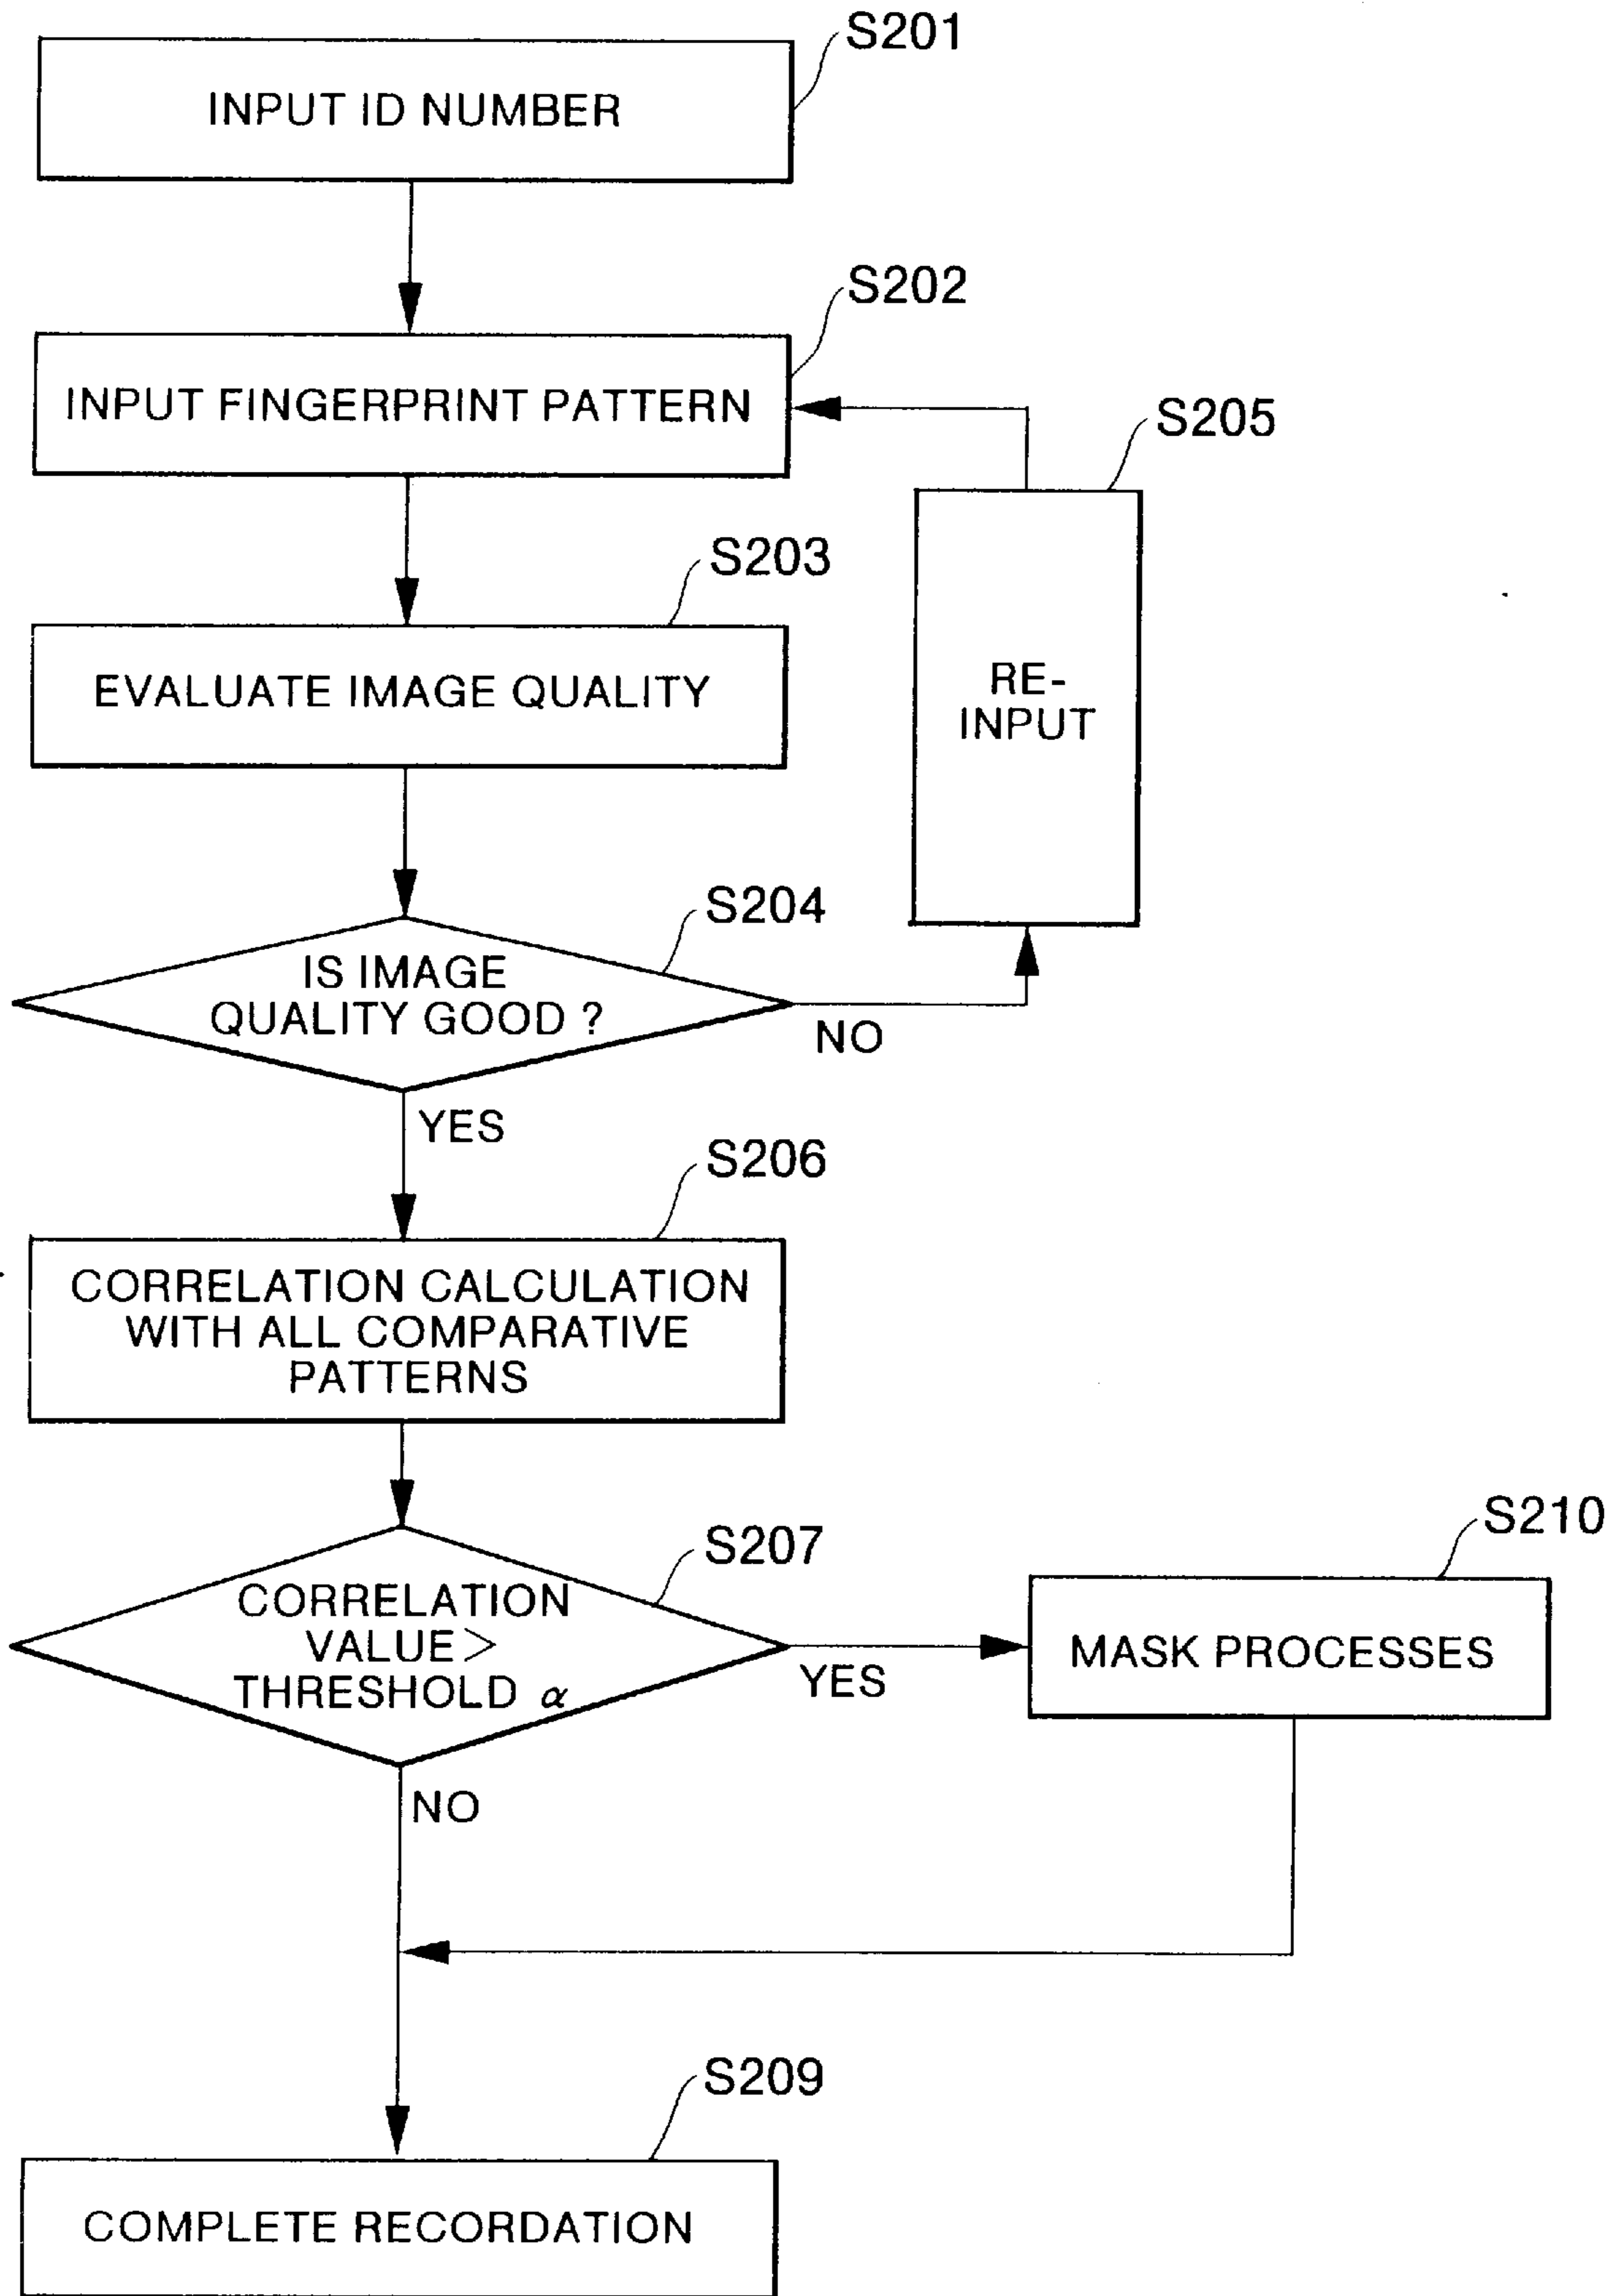 S201
INPUT ID NUMBER
S202
INPUT FINGERPRINT PATTERN
S205
RE-
INPUT
S203
EVALUATE IMAGE QUALITY
S204
IS IMAGE
QUALITY GOOD ?
NO
YES
S206
CORRELATION CALCULATION
WITH ALL COMPARATIVE
PATTERNS
S207
CORRELATION
VALUE >
THRESHOLD α
YES
NO
S210
MASK PROCESSES
S209
COMPLETE RECORDATION